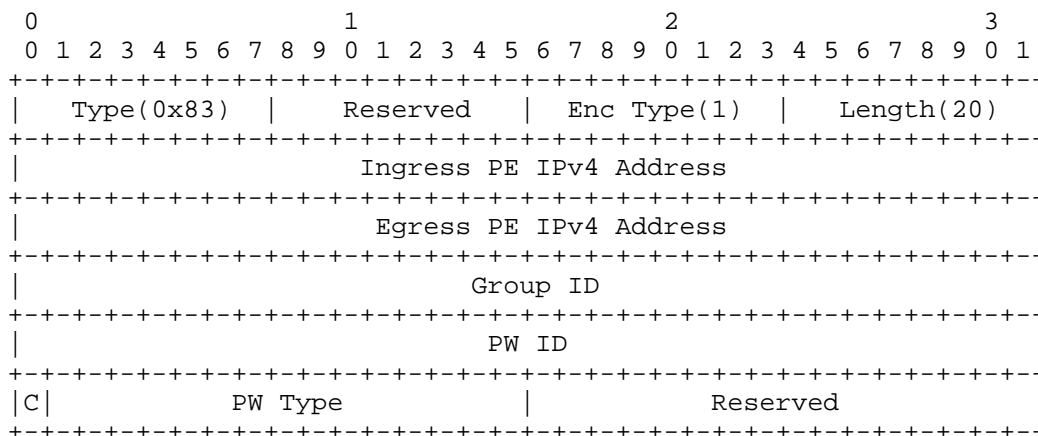 0                   1                   2                   3
 0 1 2 3 4 5 6 7 8 9 0 1 2 3 4 5 6 7 8 9 0 1 2 3 4 5 6 7 8 9 0 1
+-+-+-+-+-+-+-+-+-+-+-+-+-+-+-+-+-+-+-+-+-+-+-+-+-+-+-+-+-+-+-+--
|   Type(0x83)  |    Reserved   |  Enc Type(1)  |   Length(20)
+-+-+-+-+-+-+-+-+-+-+-+-+-+-+-+-+-+-+-+-+-+-+-+-+-+-+-+-+-+-+-+--
|                     Ingress PE IPv4 Address
+-+-+-+-+-+-+-+-+-+-+-+-+-+-+-+-+-+-+-+-+-+-+-+-+-+-+-+-+-+-+-+--
|                      Egress PE IPv4 Address
+-+-+-+-+-+-+-+-+-+-+-+-+-+-+-+-+-+-+-+-+-+-+-+-+-+-+-+-+-+-+-+--
|                            Group ID
+-+-+-+-+-+-+-+-+-+-+-+-+-+-+-+-+-+-+-+-+-+-+-+-+-+-+-+-+-+-+-+--
|                             PW ID
+-+-+-+-+-+-+-+-+-+-+-+-+-+-+-+-+-+-+-+-+-+-+-+-+-+-+-+-+-+-+-+--
|C|           PW Type           |           Reserved
+-+-+-+-+-+-+-+-+-+-+-+-+-+-+-+-+-+-+-+-+-+-+-+-+-+-+-+-+-+-+-+--